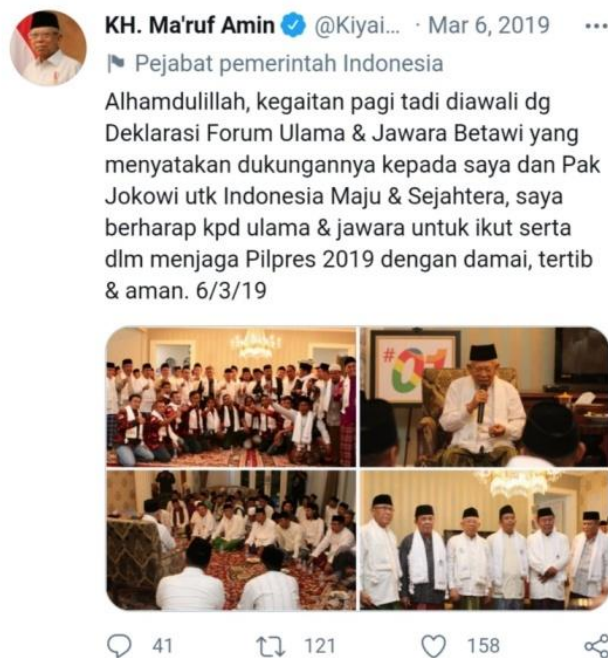 KH. Ma'ruf Amin @Kiyai... · Mar 6, 2019 ...
Pejabat pemerintah Indonesia
Alhamdulillah, kegaitan pagi tadi diawali dg
Deklarasi Forum Ulama & Jawara Betawi yang
menyatakan dukungannya kepada saya dan Pak
Jokowi utk Indonesia Maju & Sejahtera, saya
berharap kpd ulama & jawara untuk ikut serta
dlm menjaga Pilpres 2019 dengan damai, tertib
& aman. 6/3/19
#01
41 121 158